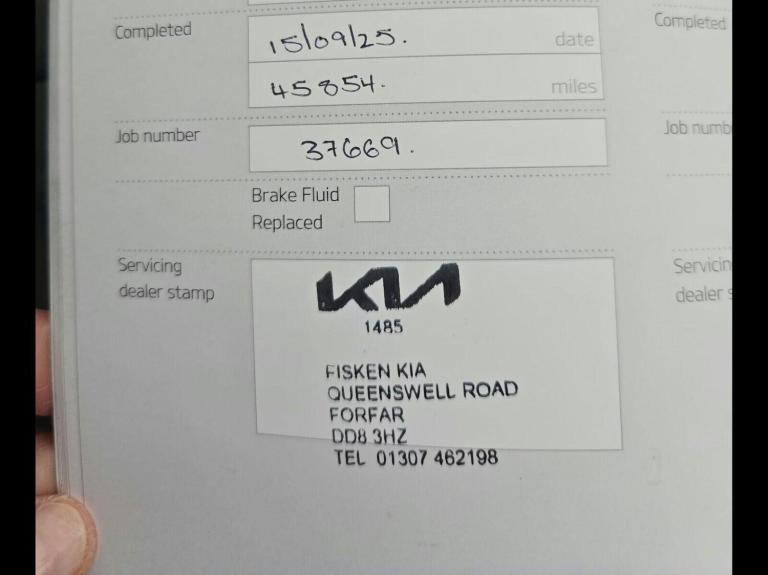 Completed
15/09/25. date
45854. miles
Job number
37669.
Brake Fluid
Replaced
Servicing
dealer stamp
KIA
1485
FISKEN KIA
QUEENSWELL ROAD
FORFAR
DD8 3HZ
TEL 01307 462198
Completed
Job numb
Servicin
dealer s